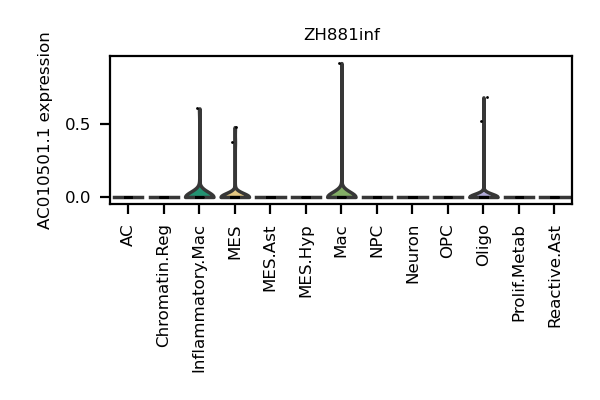 ZH881inf
AC010501.1 expression
0.5
0.0
AC
Chromatin.Reg
Inflammatory.Mac
MES
MES.Ast
MES.Hyp
Mac
NPC
Neuron
OPC
Oligo
Prolif.Metab
Reactive.Ast